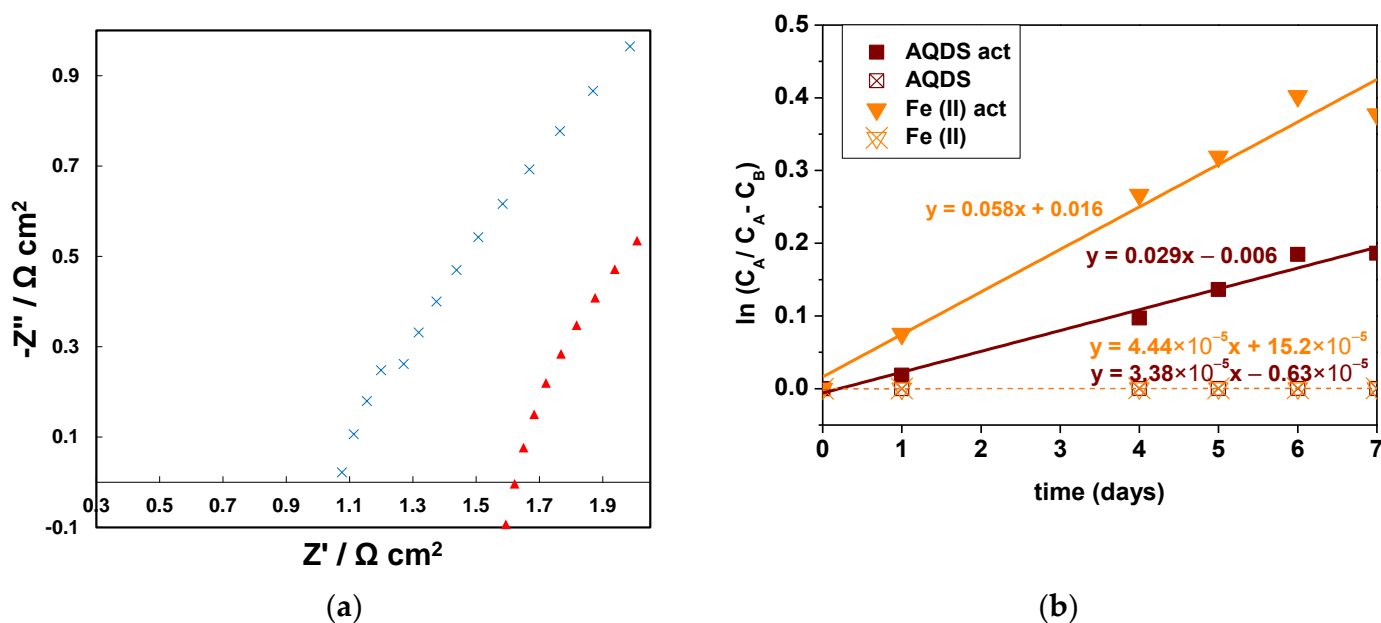 0.9
0.7
0.5
0.3
0.1
-0.1
0.3 0.5 0.7 0.9 1.1 1.3 1.5 1.7 1.9
-Z'' / Ω cm²
Z' / Ω cm²
(a)
0.5
0.4
0.3
0.2
0.1
0.0
ln (C_A/ C_A - C_B)
AQDS act
AQDS
Fe (II) act
Fe (II)
y = 0.058x + 0.016
y = 0.029x – 0.006
y = 4.44×10⁻⁵x + 15.2×10⁻⁵
y = 3.38×10⁻⁵x – 0.63×10⁻⁵
0 1 2 3 4 5 6 7
time (days)
(b)